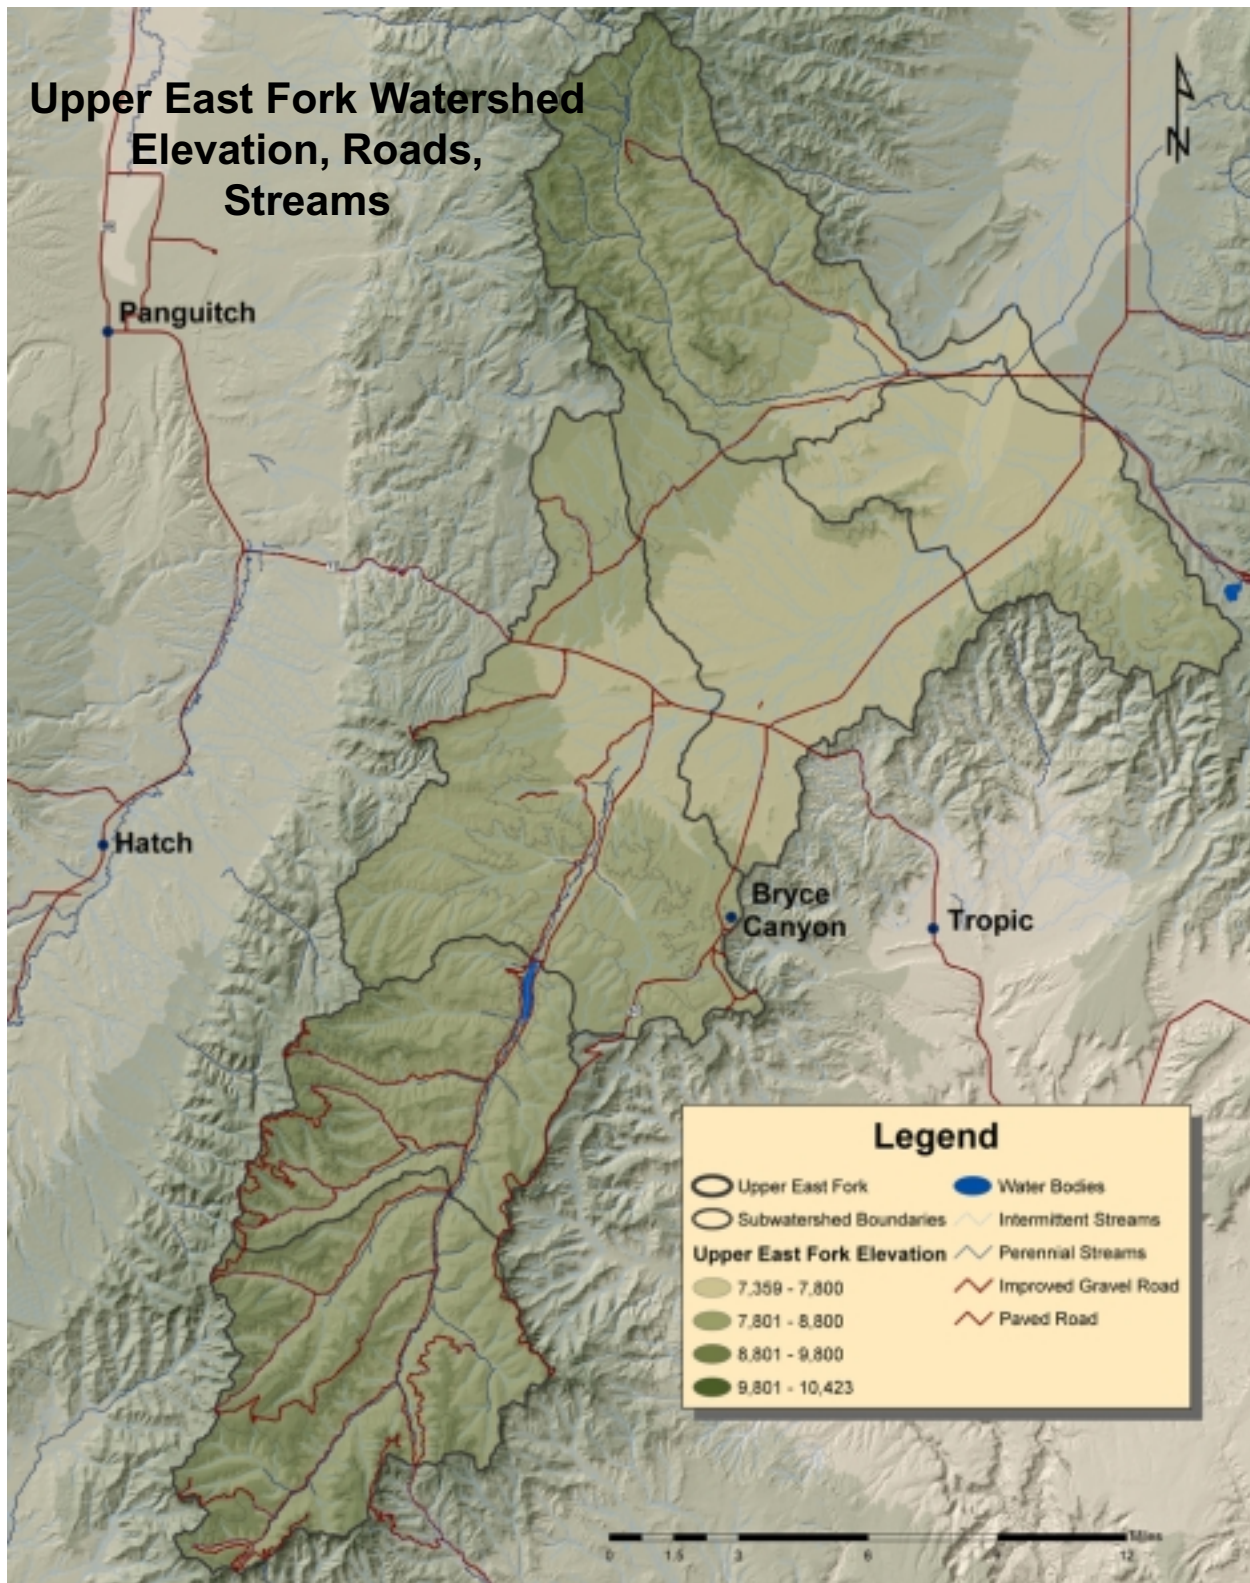 Upper East Fork Watershed
Elevation, Roads,
Streams
N
Panguitch
Hatch
Bryce
Canyon
Tropic
Legend
Upper East Fork
Subwatershed Boundaries
Upper East Fork Elevation
7,359 - 7,800
7,801 - 8,800
8,801 - 9,800
9,801 - 10,423
Water Bodies
Intermittent Streams
Perennial Streams
Improved Gravel Road
Paved Road
Miles
0 1.5 3 6 9 12